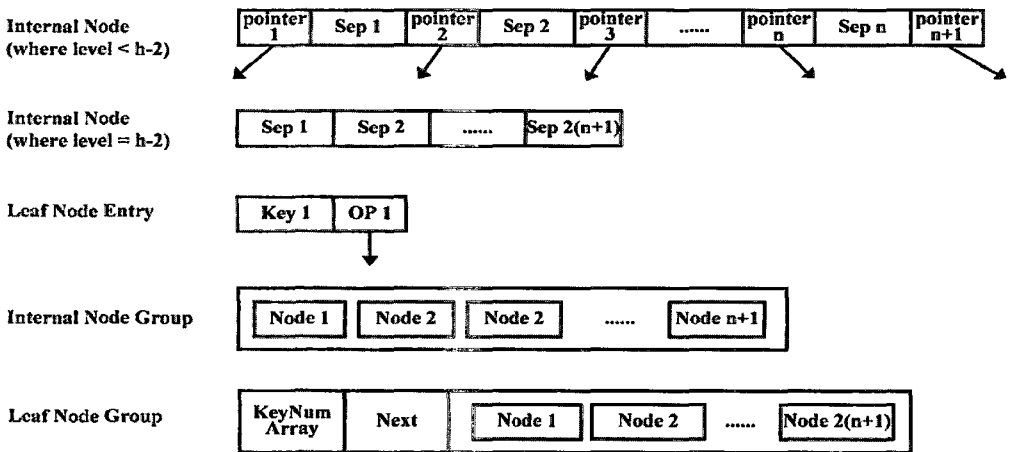 Internal Node
(where level < h-2)
pointer 1 Sep 1 pointer 2 Sep 2 pointer 3 ...... pointer n Sep n pointer n+1
Internal Node
(where level = h-2)
Sep 1 Sep 2 ...... Sep 2(n+1)
Leaf Node Entry Key 1 OP 1
Internal Node Group Node 1 Node 2 Node 2 ...... Node n+1
Leaf Node Group KeyNum Array Next Node 1 Node 2 ...... Node 2(n+1)